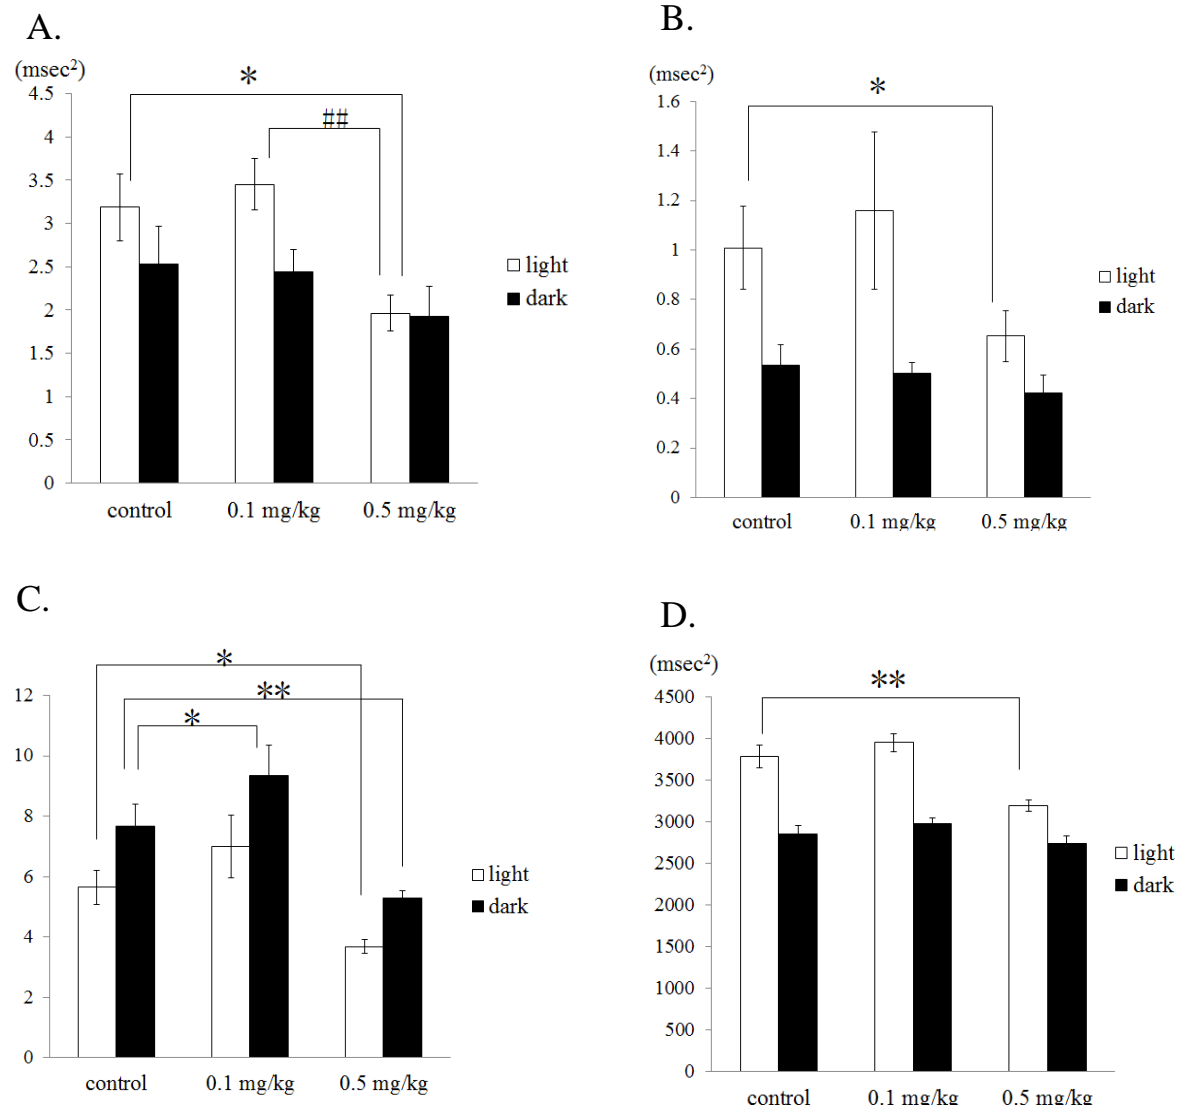 A.
(msec²)
*
##
4.5
4
3.5
3
2.5
2
1.5
1
0.5
0
control 0.1 mg/kg 0.5 mg/kg
light
dark
B.
(msec²)
*
1.6
1.4
1.2
1
0.8
0.6
0.4
0.2
0
control 0.1 mg/kg 0.5 mg/kg
light
dark
C.
*
**
*
12
10
8
6
4
2
0
control 0.1 mg/kg 0.5 mg/kg
light
dark
D.
(msec²)
**
4500
4000
3500
3000
2500
2000
1500
1000
500
0
control 0.1 mg/kg 0.5 mg/kg
light
dark